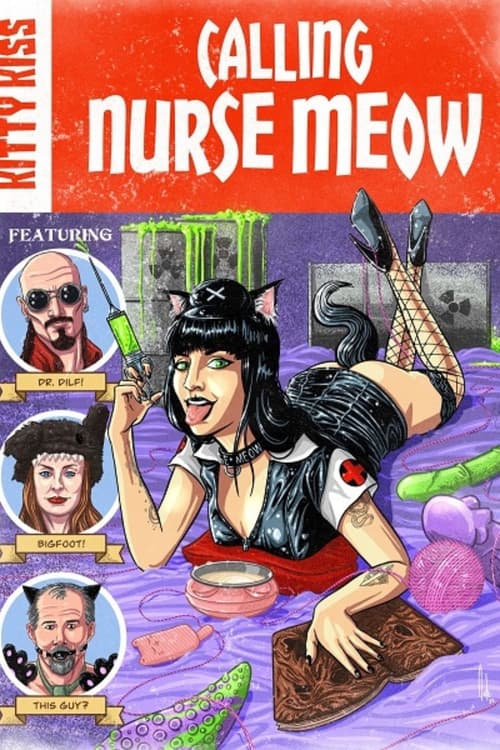 KITTY KISS
CALLING
NURSE MEOW
FEATURING
DR. DILF!
MEOW
BIGFOOT!
THIS GUY?